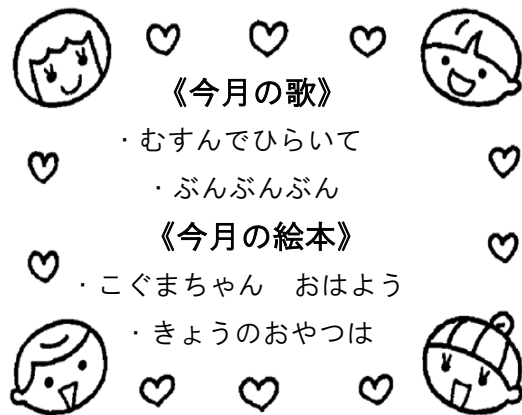 《今月の歌》
・むすんでひらいて
・ぶんぶんぶん
《今月の絵本》
・こぐまちゃん　おはよう
・きょうのおやつは